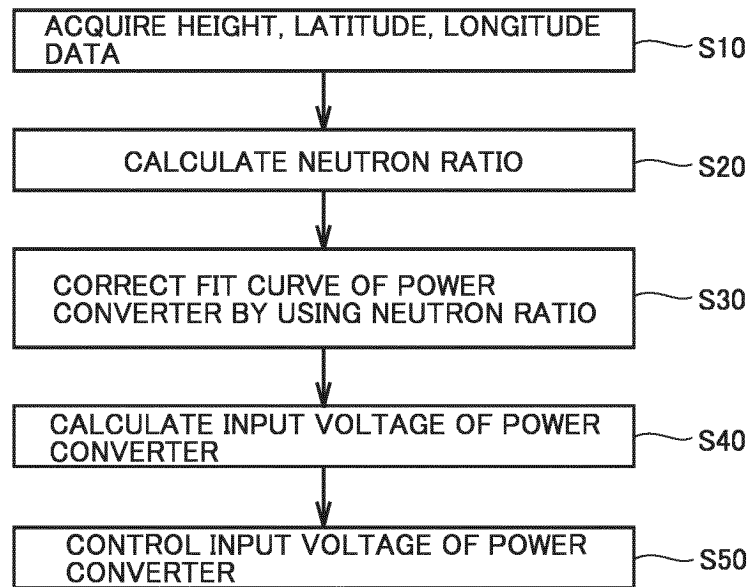 ACQUIRE HEIGHT, LATITUDE, LONGITUDE
DATA
S10
CALCULATE NEUTRON RATIO
S20
CORRECT FIT CURVE OF POWER
CONVERTER BY USING NEUTRON RATIO
S30
CALCULATE INPUT VOLTAGE OF POWER
CONVERTER
S40
CONTROL INPUT VOLTAGE OF POWER
CONVERTER
S50